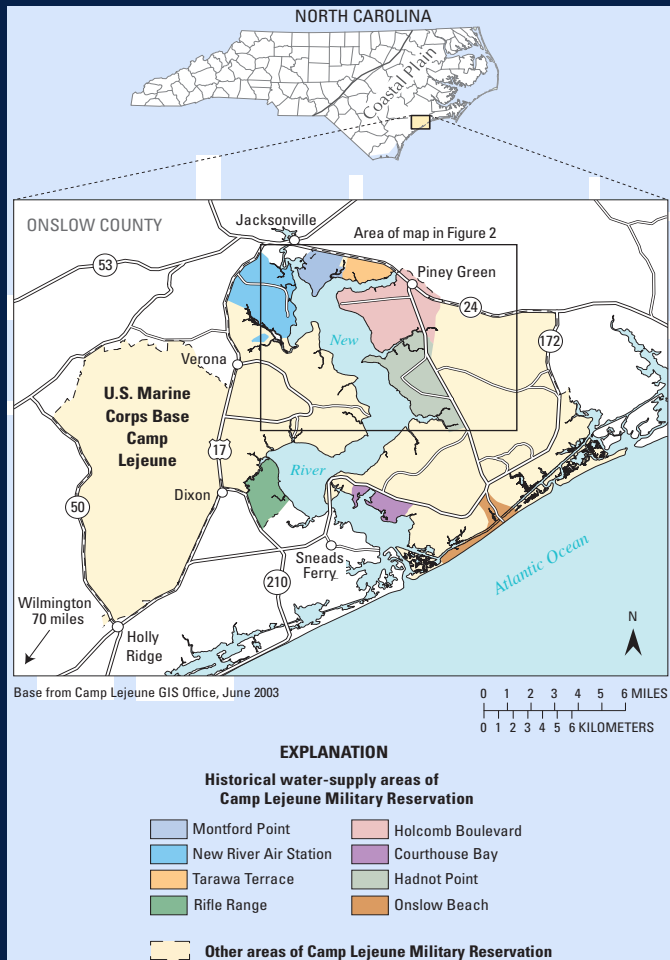 NORTH CAROLINA
Coastal Plain
ONSLOW COUNTY
Jacksonville
Area of map in Figure 2
53
Piney Green
24
New
172
Verona
U.S. Marine
Corps Base
Camp
Lejeune
17
River
Dixon
50
Sneads
Ferry
Atlantic Ocean
210
Wilmington
70 miles
Holly
Ridge
N
Base from Camp Lejeune GIS Office, June 2003
0 1 2 3 4 5 6 MILES
0 1 2 3 4 5 6 KILOMETERS
EXPLANATION
Historical water-supply areas of
Camp Lejeune Military Reservation
Montford Point
Holcomb Boulevard
New River Air Station
Courthouse Bay
Tarawa Terrace
Hadnot Point
Rifle Range
Onslow Beach
Other areas of Camp Lejeune Military Reservation